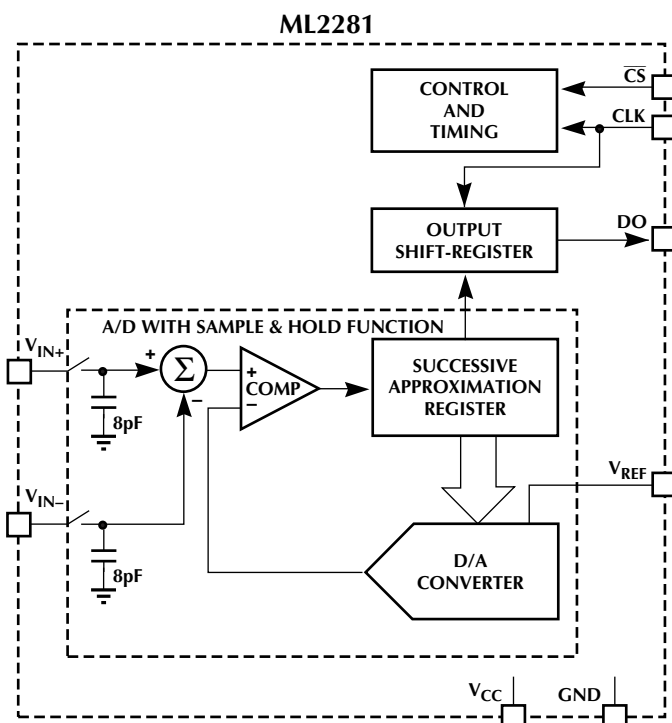 ML2281
CONTROL
AND
TIMING
C̅S̅
CLK
OUTPUT
SHIFT-REGISTER
DO
A/D WITH SAMPLE & HOLD FUNCTION
VIN+
+
Σ
−
+
COMP
−
SUCCESSIVE
APPROXIMATION
REGISTER
8pF
VREF
VIN−
D/A
CONVERTER
8pF
VCC
GND